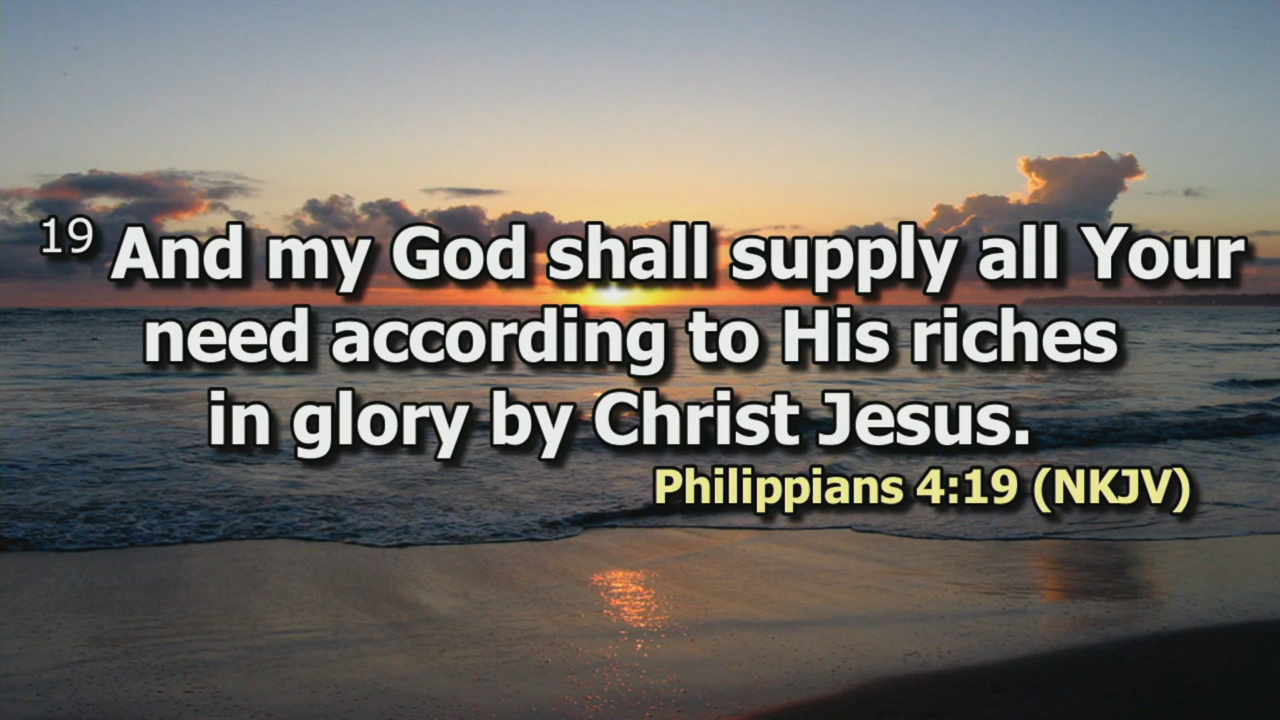 19 And my God shall supply all Your
need according to His riches
in glory by Christ Jesus.
Philippians 4:19 (NKJV)